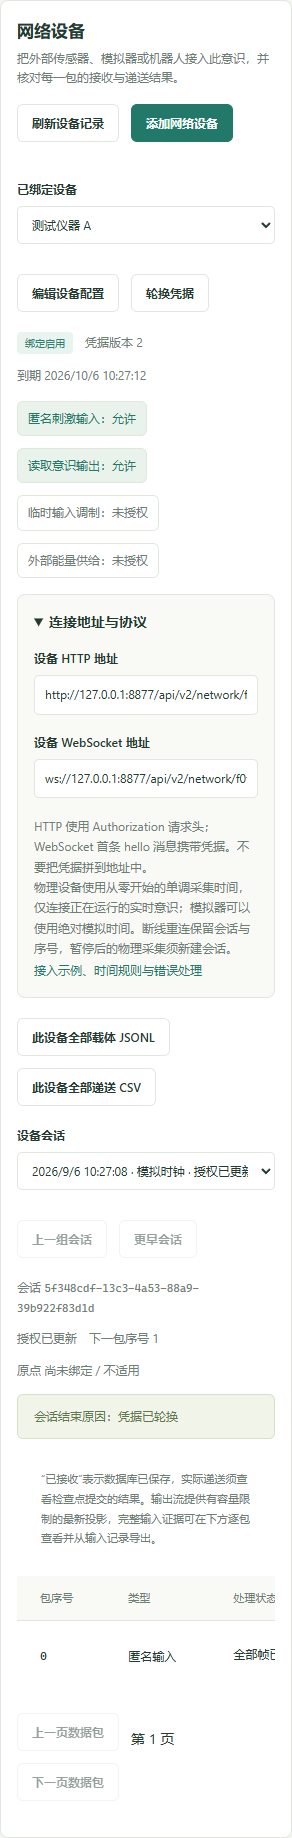 网络设备
把外部传感器、模拟器或机器人接入此意识，并
核对每一包的接收与递送结果。
刷新设备记录
添加网络设备
已绑定设备
测试仪器 A
编辑设备配置
轮换凭据
绑定启用
凭据版本 2
到期 2026/10/6 10:27:12
匿名刺激输入：允许
读取意识输出：允许
临时输入调制：未授权
外部能量供给：未授权
▼ 连接地址与协议
设备 HTTP 地址
http://127.0.0.1:8877/api/v2/network/f
设备 WebSocket 地址
ws://127.0.0.1:8877/api/v2/network/f0
HTTP 使用 Authorization 请求头；
WebSocket 首条 hello 消息携带凭据。不
要把凭据拼到地址中。
物理设备使用从零开始的单调采集时间，
仅连接正在运行的实时意识；模拟器可以
使用绝对模拟时间。断线重连保留会话与
序号，暂停后的物理采集须新建会话。
接入示例、时间规则与错误处理
此设备全部载体 JSONL
此设备全部递送 CSV
设备会话
2026/9/6 10:27:08 · 模拟时钟 · 授权已更新
上一组会话
更早会话
会话 5f348cdf-13c3-4a53-88a9-
39b922f83d1d
授权已更新 下一包序号 1
原点 尚未绑定 / 不适用
会话结束原因：凭据已轮换
“已接收”表示数据库已保存，实际递送须查
看检查点提交的结果。输出流提供有容量限
制的最新投影，完整输入证据可在下方逐包
查看并从输入记录导出。
包序号 类型 处理状态
0 匿名输入 全部帧已
上一页数据包
第 1 页
下一页数据包